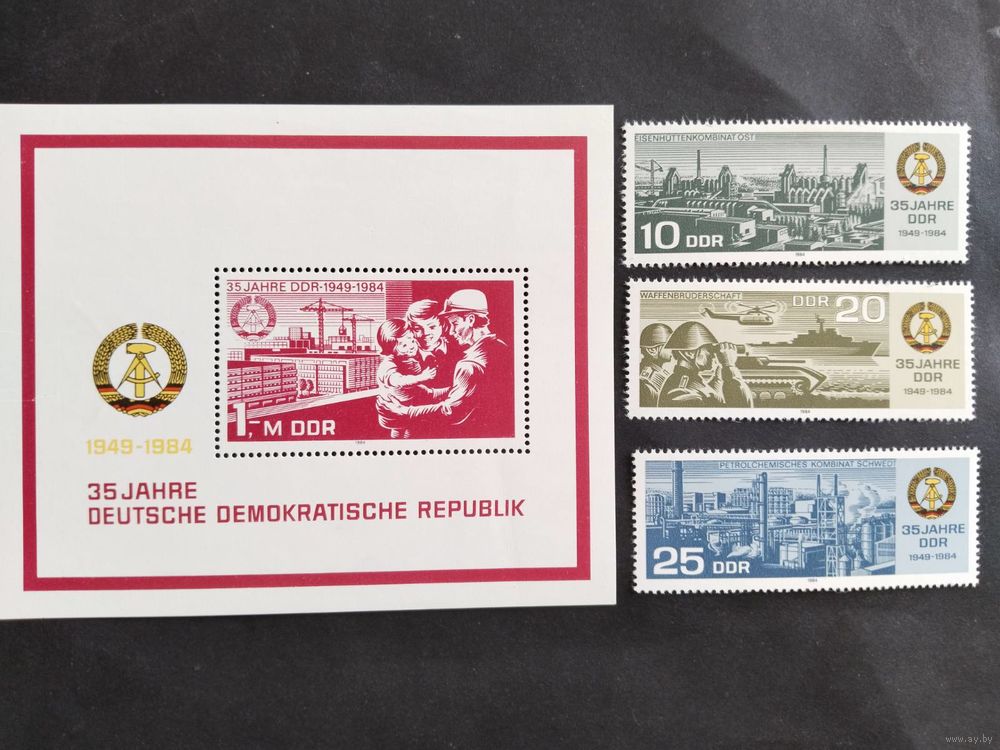 35 JAHRE DDR·1949-1984
1,- M DDR
1984
1949-1984
35 JAHRE
DEUTSCHE DEMOKRATISCHE REPUBLIK
EISENHÜTTENKOMBINAT OST
10 DDR
35 JAHRE
DDR
1949-1984
1984
WAFFENBRÜDERSCHAFT
DDR 20
35 JAHRE
DDR
1949-1984
1984
PETROLCHEMISCHES KOMBINAT SCHWEDT
25 DDR
35 JAHRE
DDR
1949-1984
1984
www.ay.by